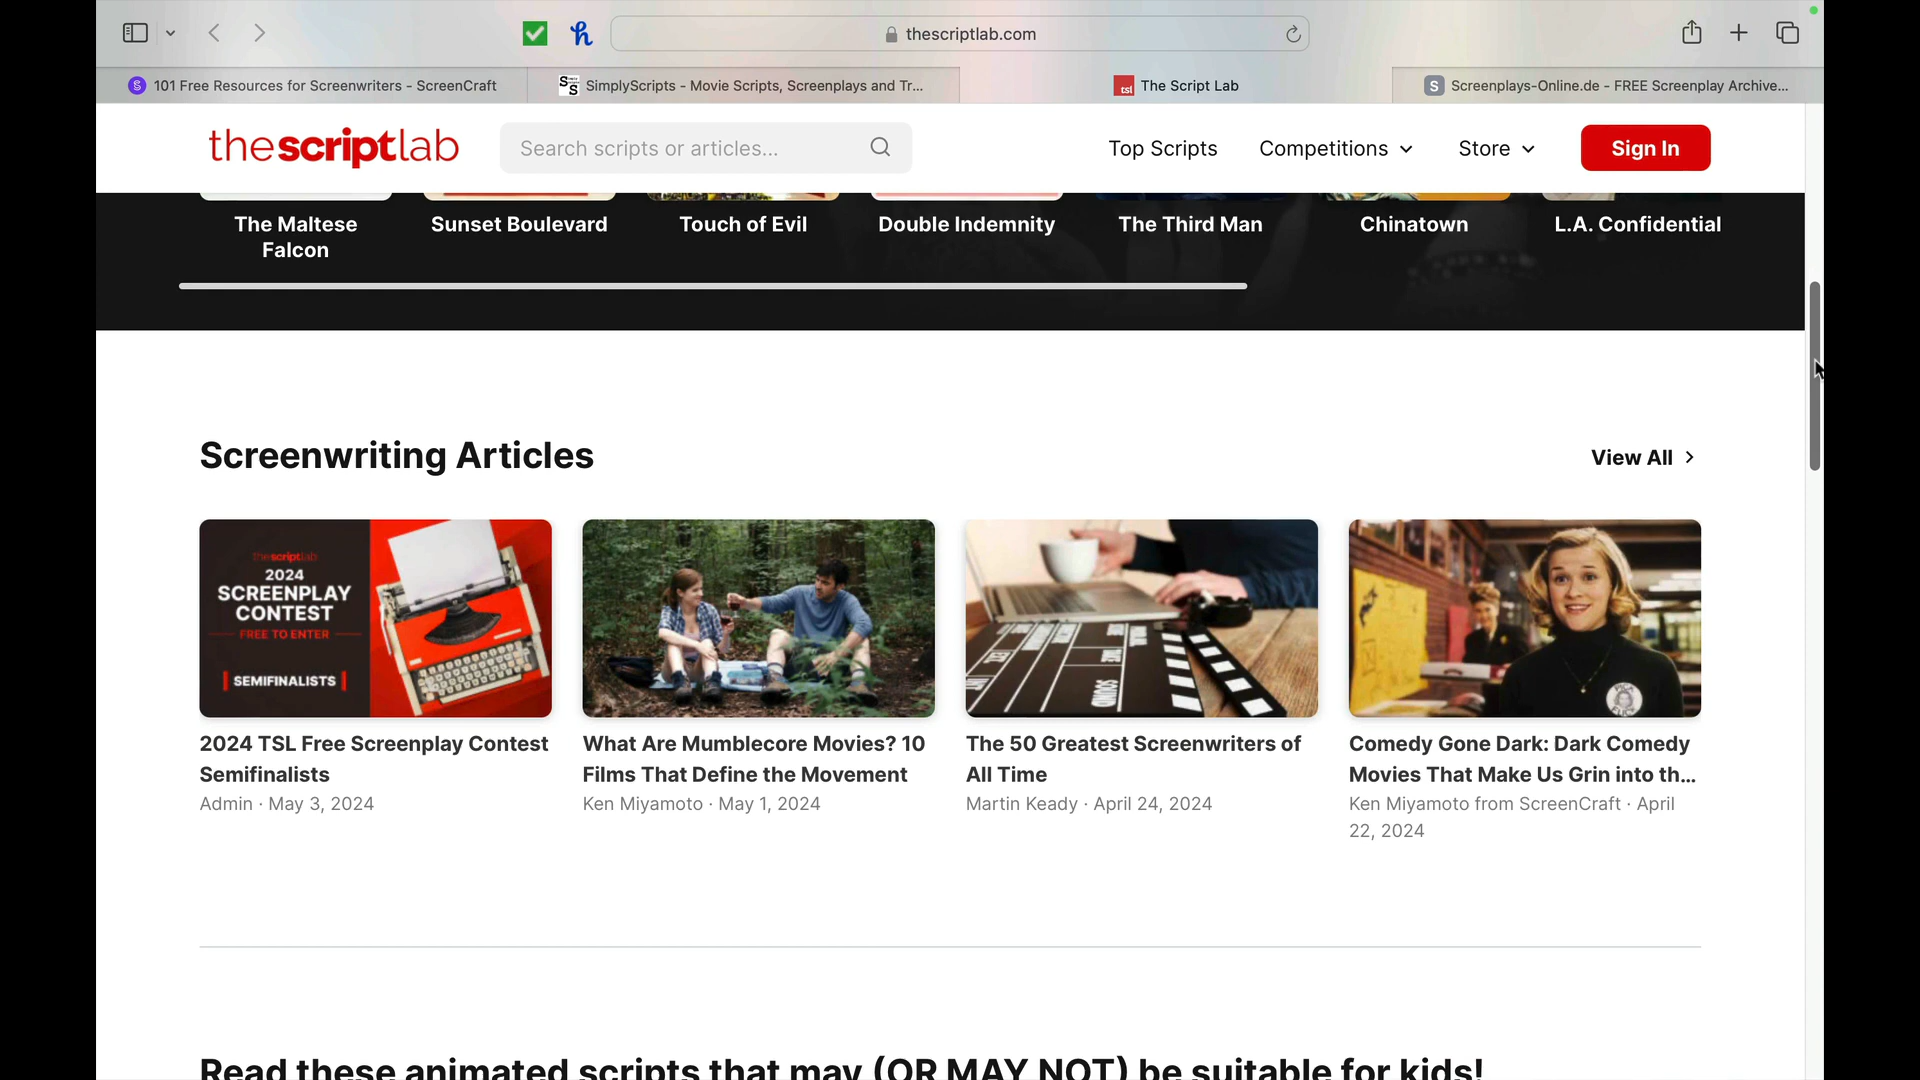 thescriptlab.com
101 Free Resources for Screenwriters - ScreenCraft
SimplyScripts - Movie Scripts, Screenplays and Tr...
The Script Lab
Screenplays-Online.de - FREE Screenplay Archive...
thescriptlab
Search scripts or articles...
Top Scripts
Competitions
Store
Sign In
The Maltese
Falcon
Sunset Boulevard
Touch of Evil
Double Indemnity
The Third Man
Chinatown
L.A. Confidential
Screenwriting Articles
View All
thescriptlab
2024
SCREENPLAY
CONTEST
FREE TO ENTER
SEMIFINALISTS
SOUND
2024 TSL Free Screenplay Contest
Semifinalists
Admin · May 3, 2024
What Are Mumblecore Movies? 10
Films That Define the Movement
Ken Miyamoto · May 1, 2024
The 50 Greatest Screenwriters of
All Time
Martin Keady · April 24, 2024
Comedy Gone Dark: Dark Comedy
Movies That Make Us Grin into th...
Ken Miyamoto from ScreenCraft · April
22, 2024
Read these animated scripts that may (OR MAY NOT) be suitable for kids!